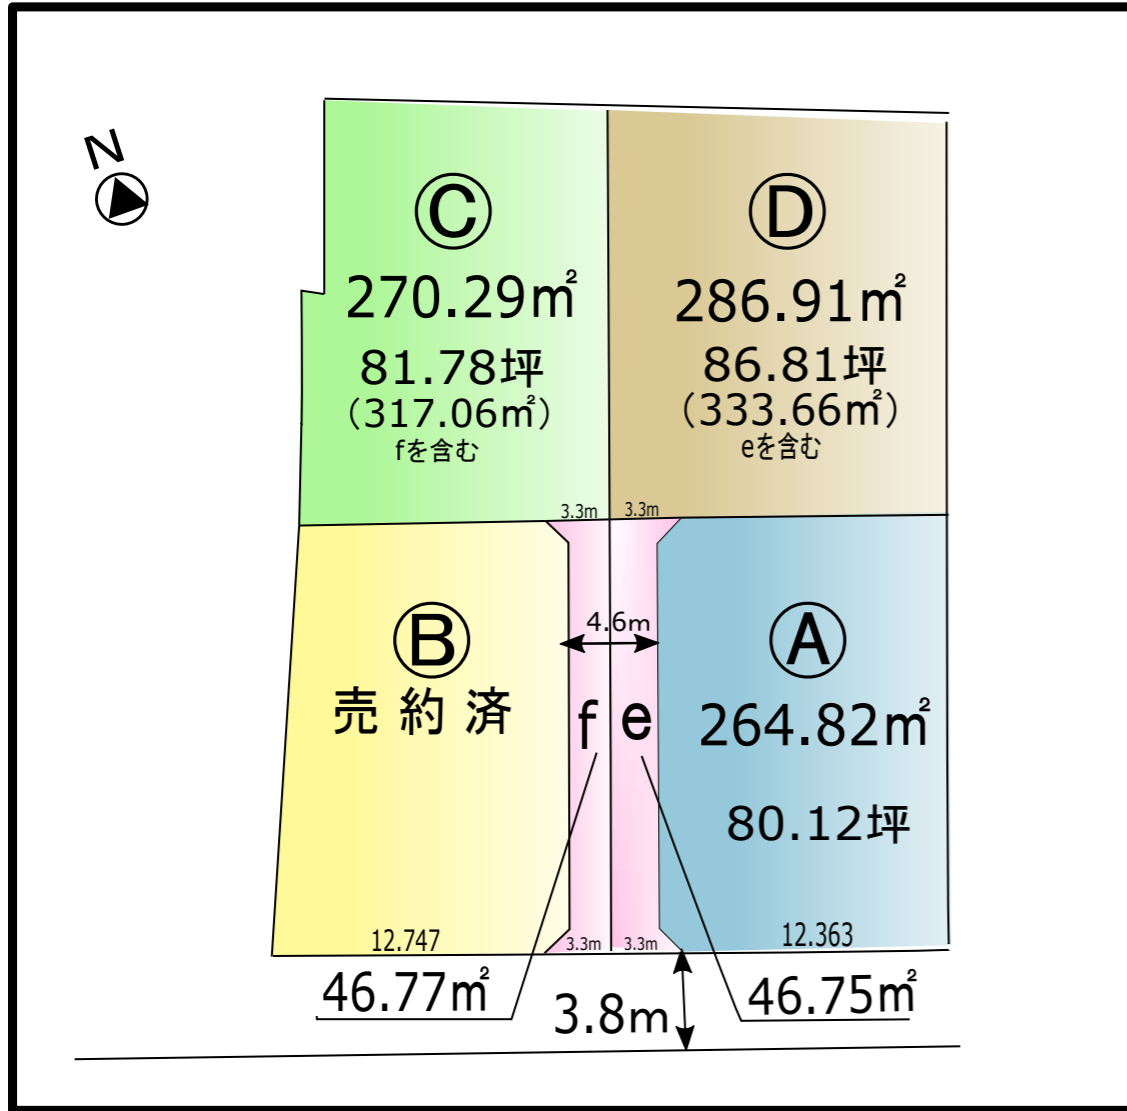 N
Ⓒ
270.29㎡
81.78坪
（317.06㎡）
fを含む
Ⓓ
286.91㎡
86.81坪
（333.66㎡）
eを含む
3.3m
3.3m
Ⓑ
売約済
4.6m
f
e
Ⓐ
264.82㎡
80.12坪
12.747
3.3m
3.3m
12.363
46.77㎡
3.8m
46.75㎡